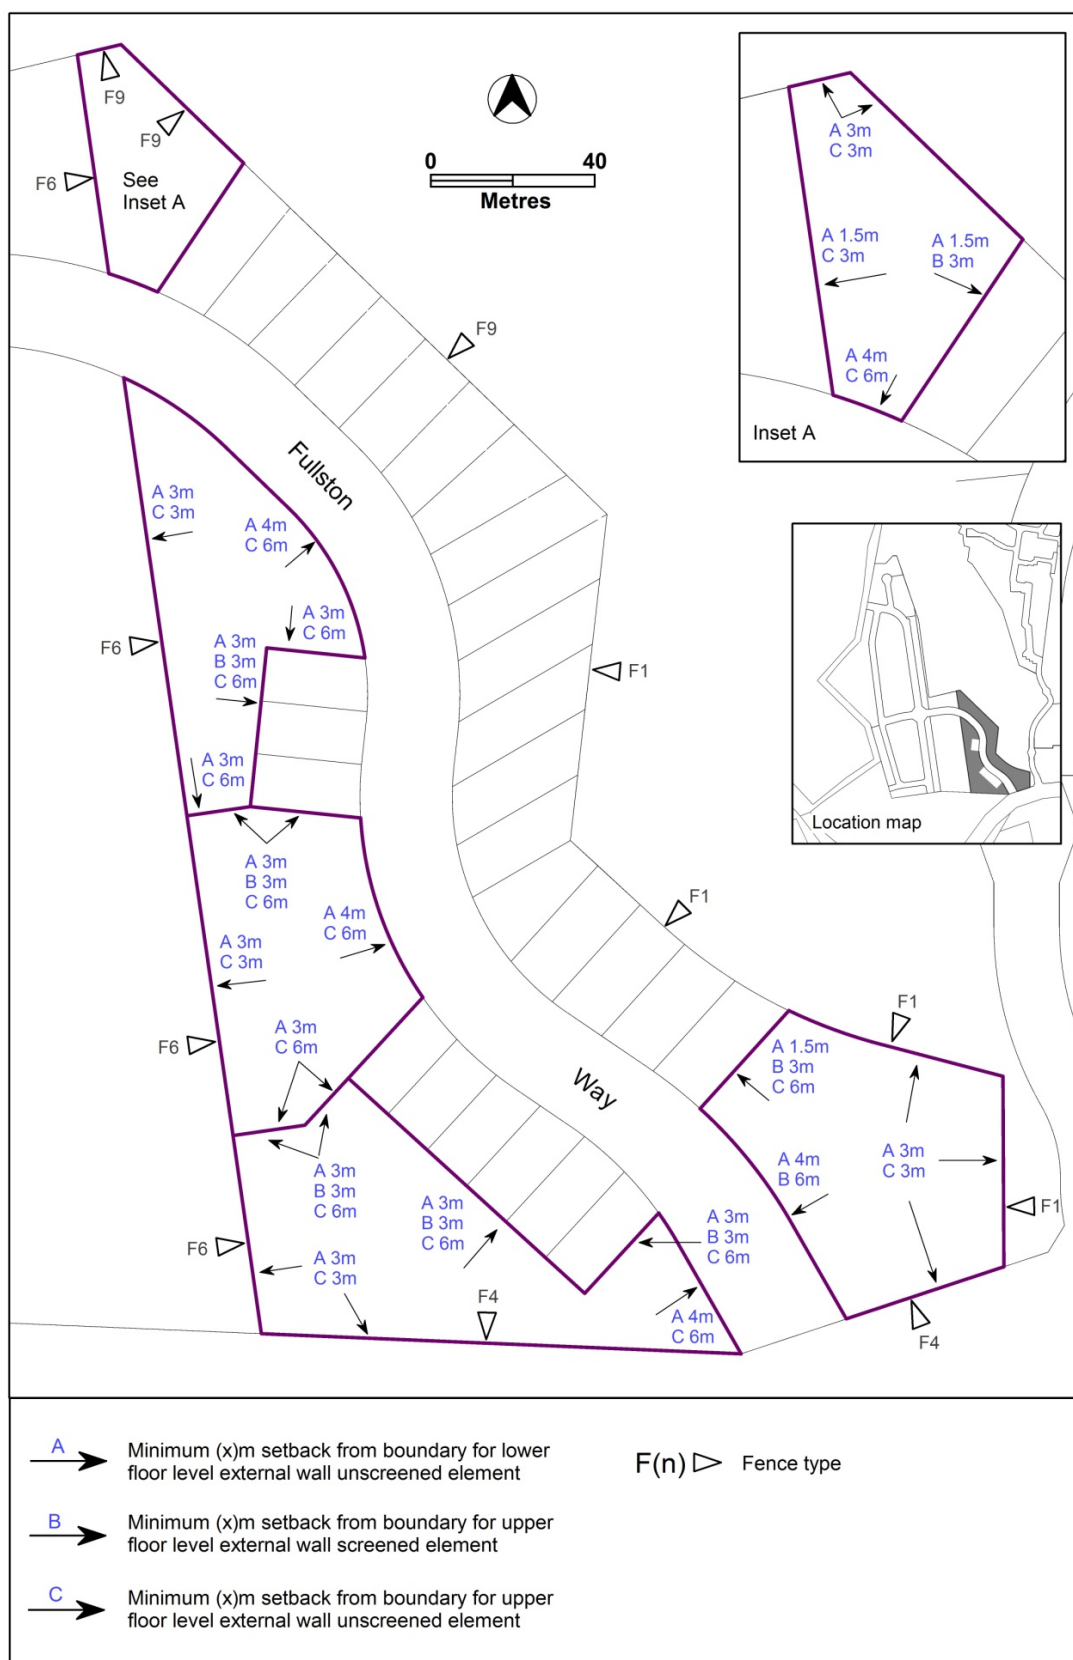 0 40
Metres
F9
F9
F6
See
Inset A
A 3m
C 3m
A 1.5m
C 3m
A 1.5m
B 3m
A 4m
C 6m
Inset A
F9
Fullston
A 3m
C 3m
A 4m
C 6m
A 3m
C 6m
F6
A 3m
B 3m
C 6m
F1
A 3m
C 6m
Location map
A 3m
B 3m
C 6m
A 4m
C 6m
F1
A 3m
C 3m
F6
A 3m
C 6m
F1
A 1.5m
B 3m
C 6m
Way
A 3m
C 3m
A 4m
B 6m
A 3m
B 3m
C 6m
A 3m
B 3m
C 6m
F1
A 3m
B 3m
C 6m
F6
A 3m
C 3m
F4
A 4m
C 6m
F4
A
Minimum (x)m setback from boundary for lower
floor level external wall unscreened element
F(n) Fence type
B
Minimum (x)m setback from boundary for upper
floor level external wall screened element
C
Minimum (x)m setback from boundary for upper
floor level external wall unscreened element